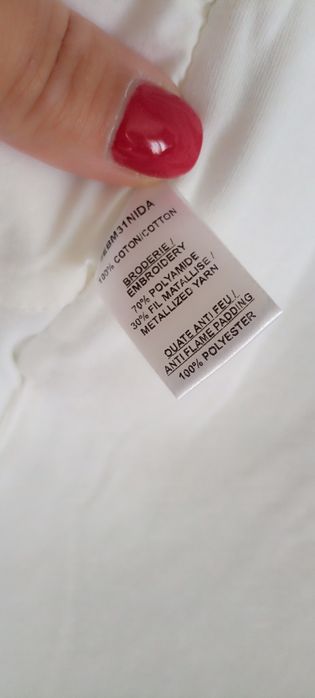 100% COTON/COTTON
BRODERIE /
EMBROIDERY
70% POLYAMIDE
30% FIL MATALLISE /
METALLIZED YARN
OUATE ANTI FEU /
ANTI FLAME PADDING
100% POLYESTER